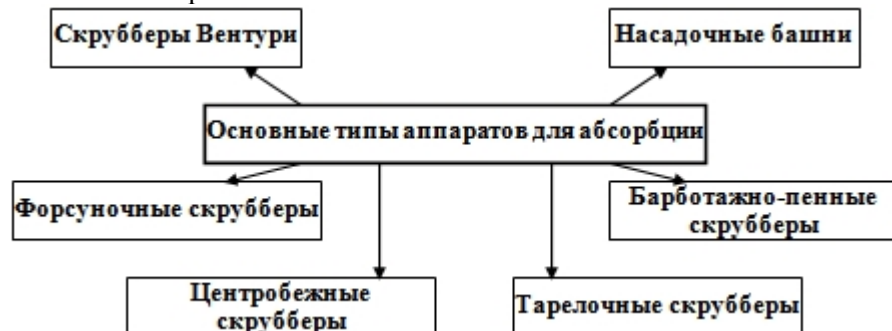 Скрубберы Вентури
Насадочные башни
Основные типы аппаратов для абсорбции
Форсуночные скрубберы
Барботажно-пенные
скрубберы
Центробежные
скрубберы
Тарелочные скрубберы